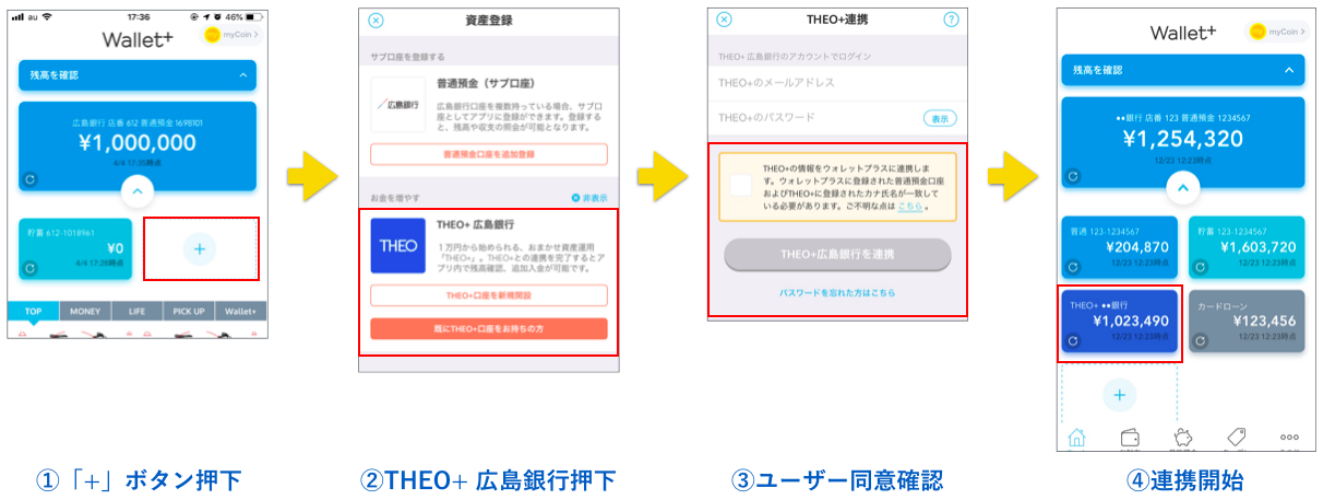 au 17:36 46%
Wallet+
myCoin >
残高を確認
広島銀行 店番 612 普通預金 1698101
¥1,000,000
4/4 17:35時点
貯蓄 612-1018961
¥0
4/4 17:28時点
+
TOP MONEY LIFE PICK UP Wallet+
①「+」ボタン押下
資産登録
サブ口座を登録する
広島銀行
普通預金（サブ口座）
広島銀行口座を複数持っている場合、サブ口
座としてアプリに登録ができます。登録する
と、残高や収支の照会が可能となります。
普通預金口座を追加登録
お金を増やす
非表示
THEO
THEO+ 広島銀行
1万円から始められる、おまかせ資産運用
「THEO+」。THEO+との連携を完了するとア
プリ内で残高確認、追加入金が可能です。
THEO+口座を新規開設
既にTHEO+口座をお持ちの方
②THEO+ 広島銀行押下
THEO+連携
?
THEO+ 広島銀行のアカウントでログイン
THEO+のメールアドレス
THEO+のパスワード
表示
THEO+の情報をウォレットプラスに連携しま
す。ウォレットプラスに登録された普通預金口座
およびTHEO+に登録されたカナ氏名が一致して
いる必要があります。ご不明な点は こちら 。
THEO+広島銀行を連携
パスワードを忘れた方はこちら
③ユーザー同意確認
Wallet+
myCoin >
残高を確認
●●銀行 店番 123 普通預金 1234567
¥1,254,320
12/23 12:23時点
普通 123-1234567
¥204,870
12/23 12:23時点
貯蓄 123-1234567
¥1,603,720
12/23 12:23時点
THEO+ ●●銀行
¥1,023,490
12/23 12:23時点
カードローン
¥123,456
12/23 12:23時点
+
④連携開始